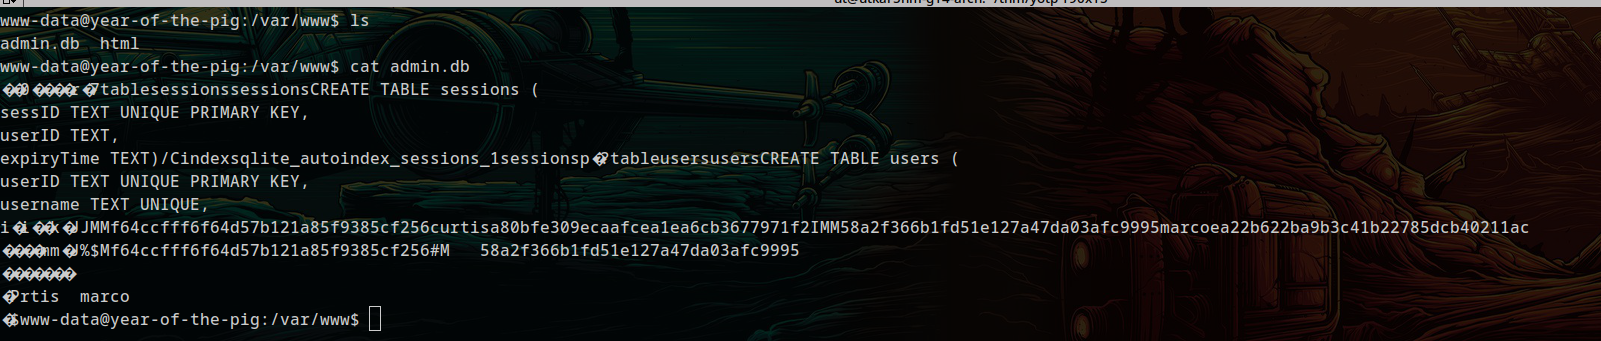 www-data@year-of-the-pig:/var/www$ ls
admin.db  html
www-data@year-of-the-pig:/var/www$ cat admin.db
tablesessionssessionsCREATE TABLE sessions (
sessID TEXT UNIQUE PRIMARY KEY,
userID TEXT,
expiryTime TEXT)/Cindexsqlite_autoindex_sessions_1sessionsp�tableusersusersCREATE TABLE users (
userID TEXT UNIQUE PRIMARY KEY,
username TEXT UNIQUE,
JJMMf64ccfff6f64d57b121a85f9385cf256curtisa80bfe309ecaafcea1ea6cb3677971f2IMM58a2f366b1fd51e127a47da03afc9995marcoea22b622ba9b3c41b22785dcb40211ac
%$Mf64ccfff6f64d57b121a85f9385cf256#M   58a2f366b1fd51e127a47da03afc9995
rtis  marco
www-data@year-of-the-pig:/var/www$